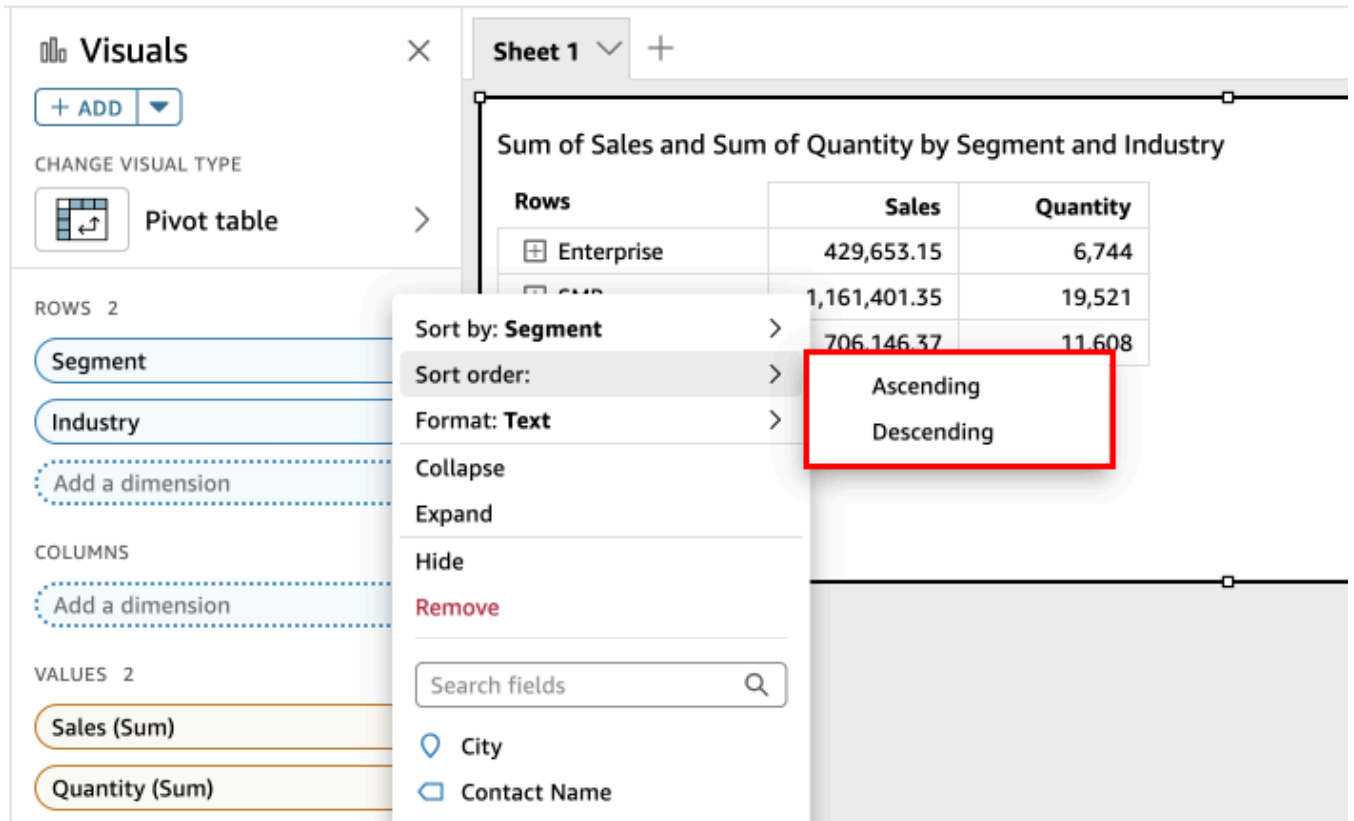 Visuals
+ ADD
CHANGE VISUAL TYPE
Pivot table
ROWS 2
Segment
Industry
Add a dimension
COLUMNS
Add a dimension
VALUES 2
Sales (Sum)
Quantity (Sum)
Sheet 1
Sum of Sales and Sum of Quantity by Segment and Industry
Rows Sales Quantity
Enterprise 429,653.15 6,744
SMB 1,161,401.35 19,521
706,146.37 11,608
Sort by: Segment
Sort order:
Format: Text
Collapse
Expand
Hide
Remove
Search fields
City
Contact Name
Ascending
Descending